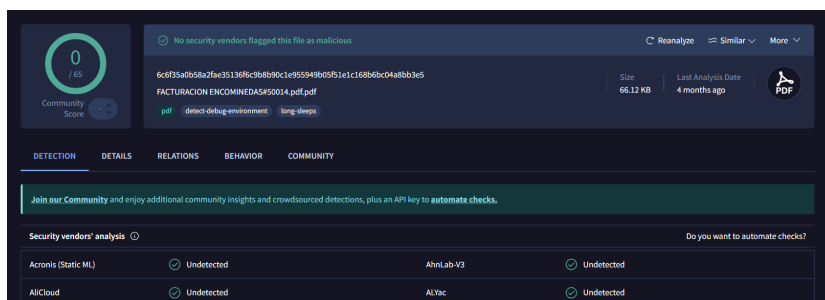 0
/ 65
Community
Score
No security vendors flagged this file as malicious
Reanalyze Similar More
6c6f35a0b58a2fae35136f6c9b8b90c1e955949b05f51e1c168b6bc04a8bb3e5
FACTURACION ENCOMINEDAS#50014.pdf.pdf
pdf detect-debug-environment long-sleeps
Size
66.12 KB
Last Analysis Date
4 months ago
PDF
DETECTION DETAILS RELATIONS BEHAVIOR COMMUNITY
Join our Community and enjoy additional community insights and crowdsourced detections, plus an API key to automate checks.
Security vendors' analysis Do you want to automate checks?
Acronis (Static ML) Undetected AhnLab-V3 Undetected
AliCloud Undetected ALYac Undetected